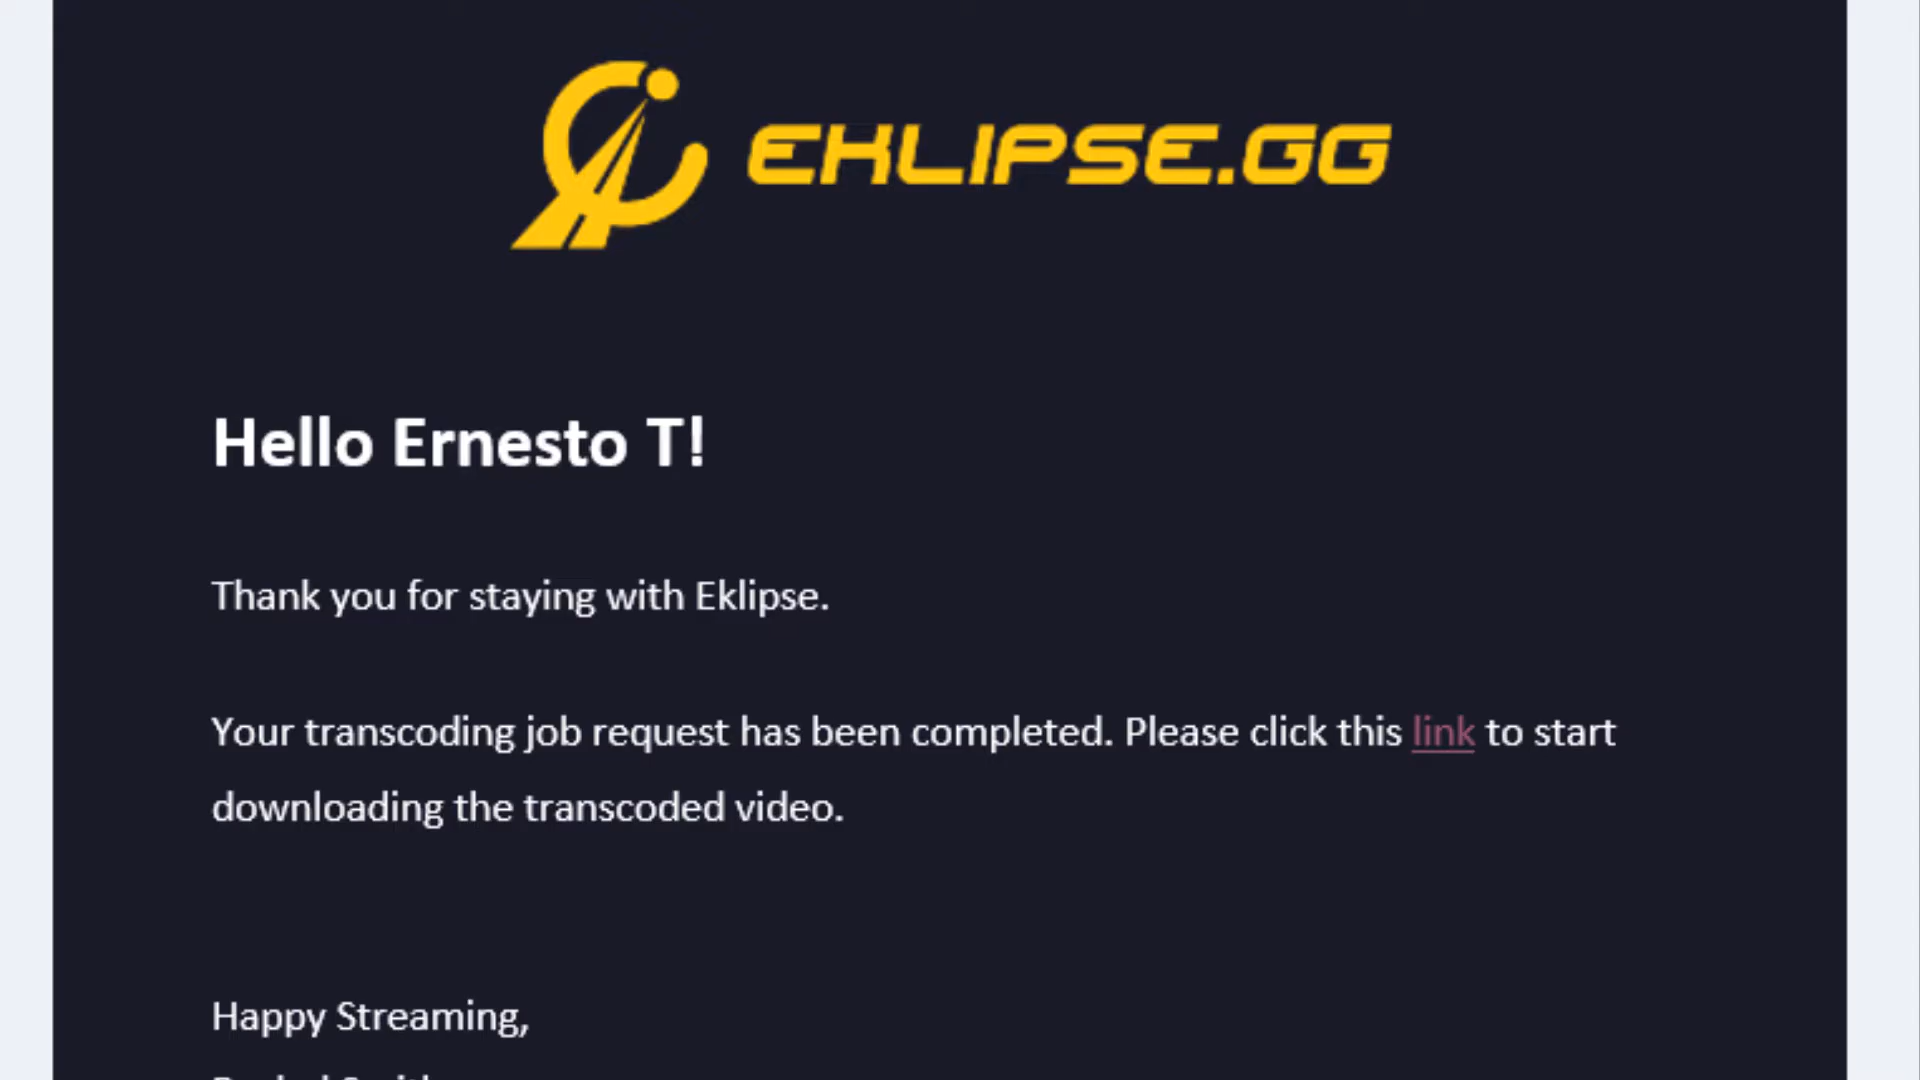 EKLIPSE.GG
Hello Ernesto T!
Thank you for staying with Eklipse.
Your transcoding job request has been completed. Please click this link to start
downloading the transcoded video.
Happy Streaming,